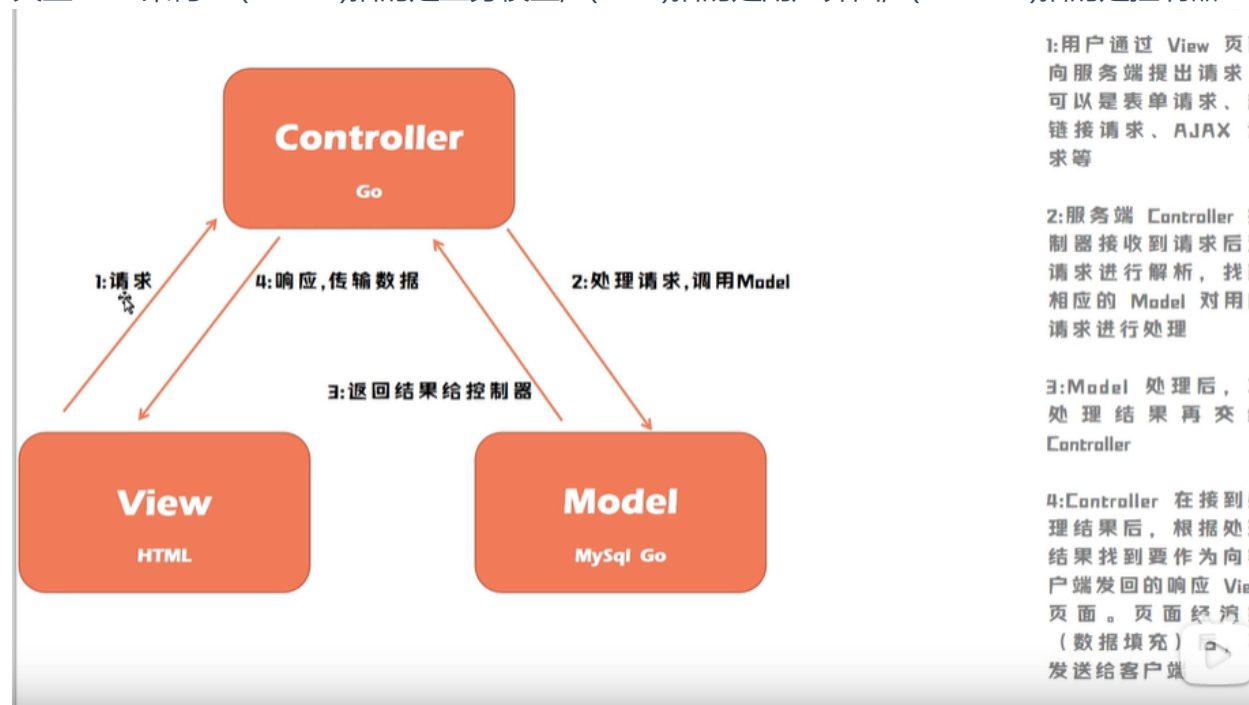 Controller
Go
1:请求
4:响应,传输数据
2:处理请求,调用Model
3:返回结果给控制器
View
HTML
Model
MySql Go
1:用户通过 View 页
向服务端提出请求
可以是表单请求、
链接请求、AJAX
求等
2:服务端 Controller
制器接收到请求后
请求进行解析，找
相应的 Model 对用
请求进行处理
3:Model 处理后，
处理结果再交
Controller
4:Controller 在接到
理结果后，根据处
结果找到要作为向
户端发回的响应 Vie
页面。页面经渲
（数据填充）后，
发送给客户端